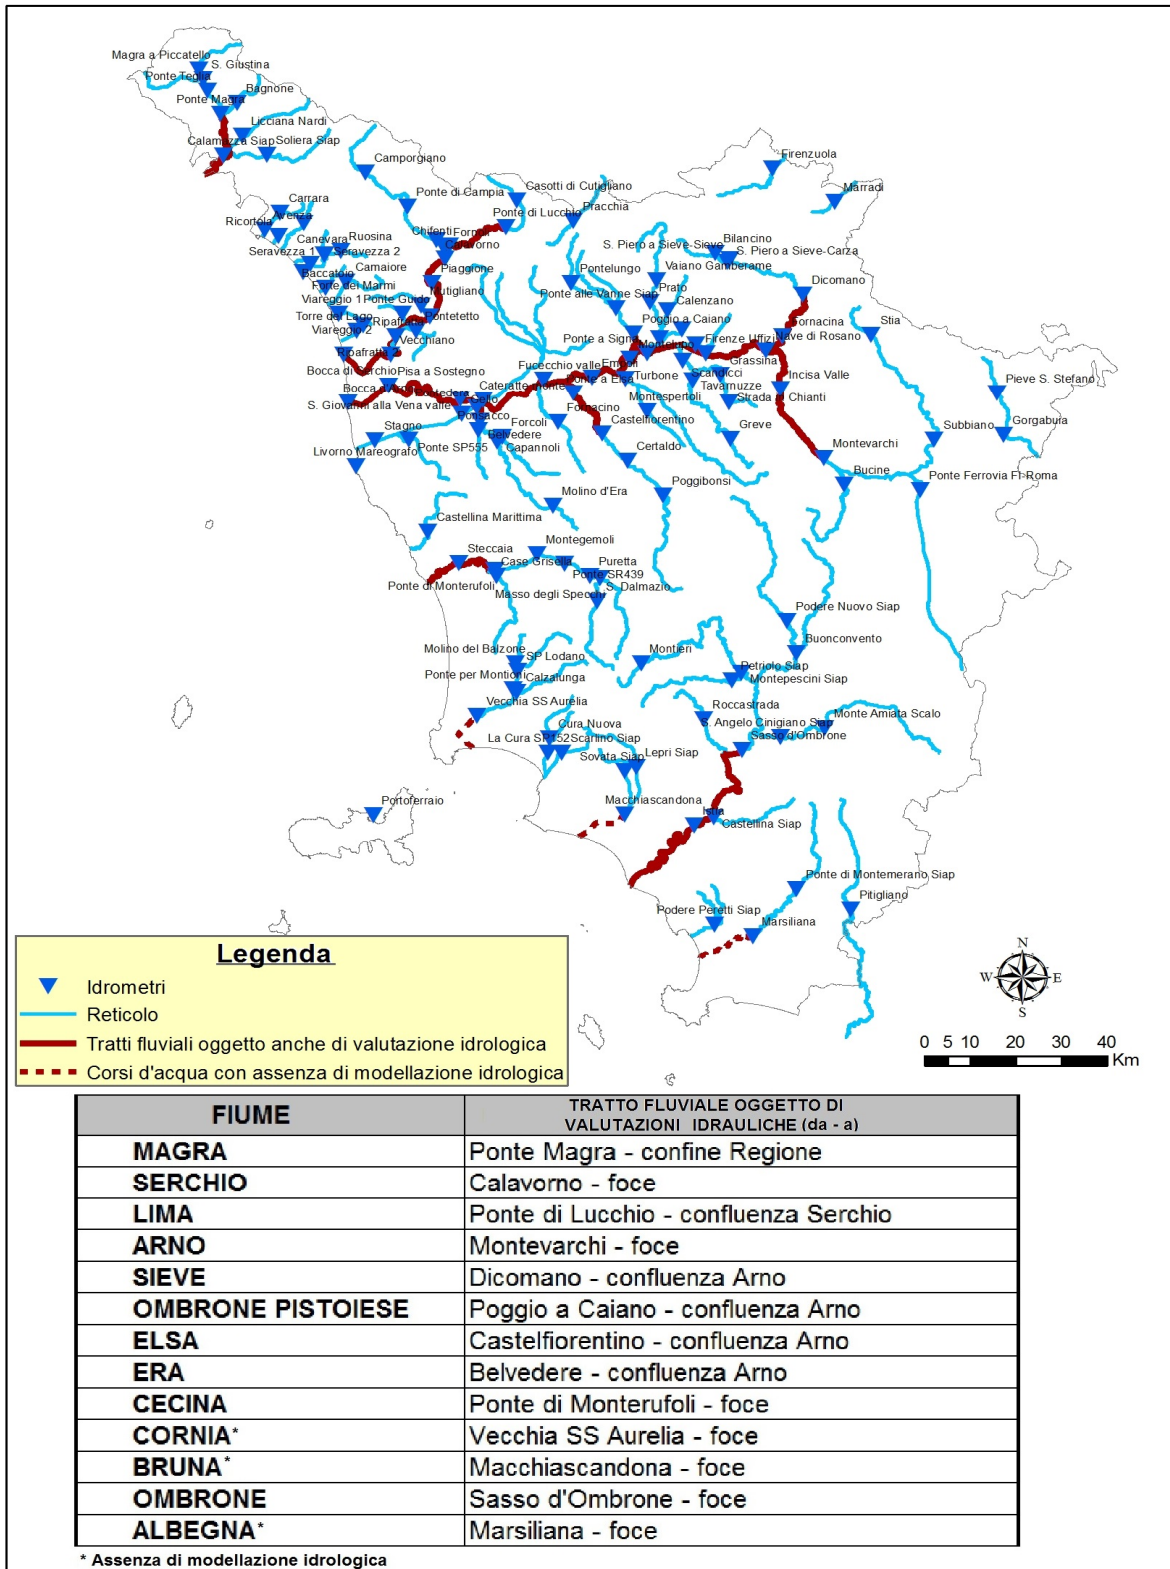 Magra a Piccatello
S. Giustina
Ponte Teglia
Bagnone
Ponte Magra
Licciana Nardi
Calamazza Siap
Soliera Siap
Firenzuola
Camporgiano
Casotti di Cutigliano
Marradi
Ponte di Campia
Carrara
Pracchia
Ponte di Lucchio
Avenza
Ricortola
Chifenti
Fornoli
Ruosina
Canevara
Calavorno
S. Piero a Sieve-Sieve
Bilancino
S. Piero a Sieve-Carza
Seravezza 1
Seravezza 2
Camaiore
Piaggione
Pontelungo
Vaiano Gamberame
Baccatoio
Dicomano
Forte dei Marmi
Mutigliano
Prato
Viareggio 1
Ponte Guido
Ponte alle Vanne Siap
Calenzano
Torre del Lago
Ripafratta
Pontetetto
Poggio a Caiano
Fornacina
Stia
Viareggio 2
Vecchiano
Ponte a Signa
Nave di Rosano
Montelupo
Firenze Uffizi
Ripafratta
Grassina
Bocca di Serchio
Pisa a Sostegno
Fucecchio valle
Empoli
Turbone
Scandicci
Incisa Valle
Pieve S. Stefano
Cateratte monte
Ponte a Elsa
Tavarnuzze
S. Giovanni alla Vena valle
Montespertoli
Strada in Chianti
Ponsacco
Forcoli
Fornacino
Castelfiorentino
Stagno
Belvedere
Greve
Subbiano
Gorgabuia
Livorno Mareografo
Ponte SP555
Capannoli
Certaldo
Montevarchi
Bucine
Ponte Ferrovia FI-Roma
Poggibonsi
Molino d'Era
Castellina Marittima
Montegemoli
Steccaia
Case Grisella
Puretta
Ponte SR439
Ponte di Monterufoli
S. Dalmazio
Masso degli Specchi
Podere Nuovo Siap
Buonconvento
Molino del Balzone
SP Lodano
Montieri
Petriolo Siap
Ponte per Montioni
Calzalunga
Montepescini Siap
Vecchia SS Aurelia
Roccastrada
Monte Amiata Scalo
Cura Nuova
S. Angelo Cinigiano Siap
La Cura SP152
Scarlino Siap
Sasso d'Ombrone
Sovata Siap
Lepri Siap
Portoferraio
Macchiascandona
Istia
Castellina Siap
Ponte di Montemerano Siap
Pitigliano
Podere Peretti Siap
Marsiliana
Legenda
Idrometri
Reticolo
Tratti fluviali oggetto anche di valutazione idrologica
Corsi d'acqua con assenza di modellazione idrologica
N
W E
S
0 5 10 20 30 40
Km
FIUME
TRATTO FLUVIALE OGGETTO DI
VALUTAZIONI IDRAULICHE (da - a)
MAGRA Ponte Magra - confine Regione
SERCHIO Calavorno - foce
LIMA Ponte di Lucchio - confluenza Serchio
ARNO Montevarchi - foce
SIEVE Dicomano - confluenza Arno
OMBRONE PISTOIESE Poggio a Caiano - confluenza Arno
ELSA Castelfiorentino - confluenza Arno
ERA Belvedere - confluenza Arno
CECINA Ponte di Monterufoli - foce
CORNIA* Vecchia SS Aurelia - foce
BRUNA* Macchiascandona - foce
OMBRONE Sasso d'Ombrone - foce
ALBEGNA* Marsiliana - foce
* Assenza di modellazione idrologica